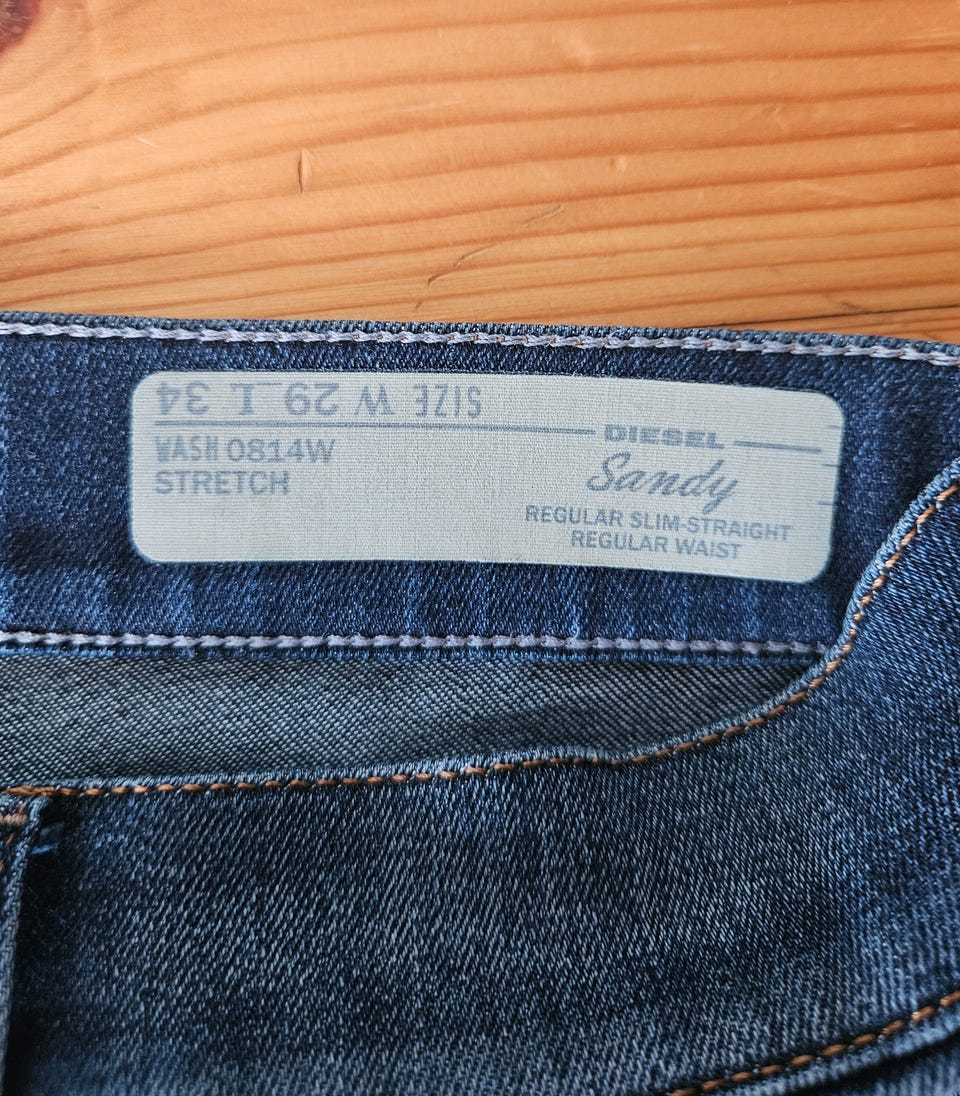 SIZE W 29 L 34
DIESEL
WASH 0814W
STRETCH
Sandy
REGULAR SLIM-STRAIGHT
REGULAR WAIST